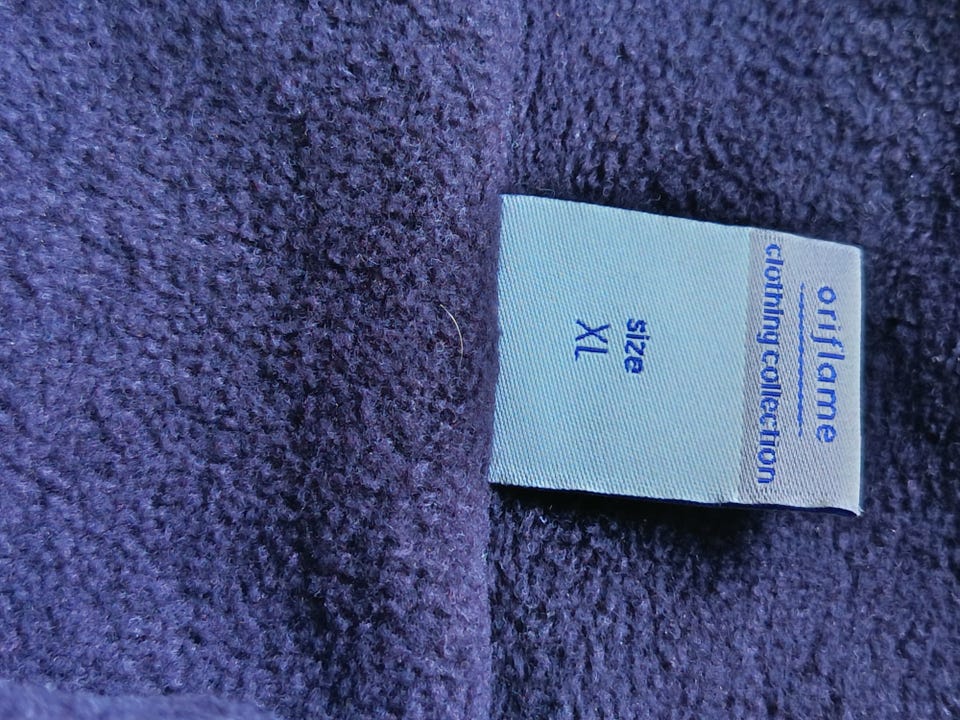 oriflame
clothing collection
size
XL